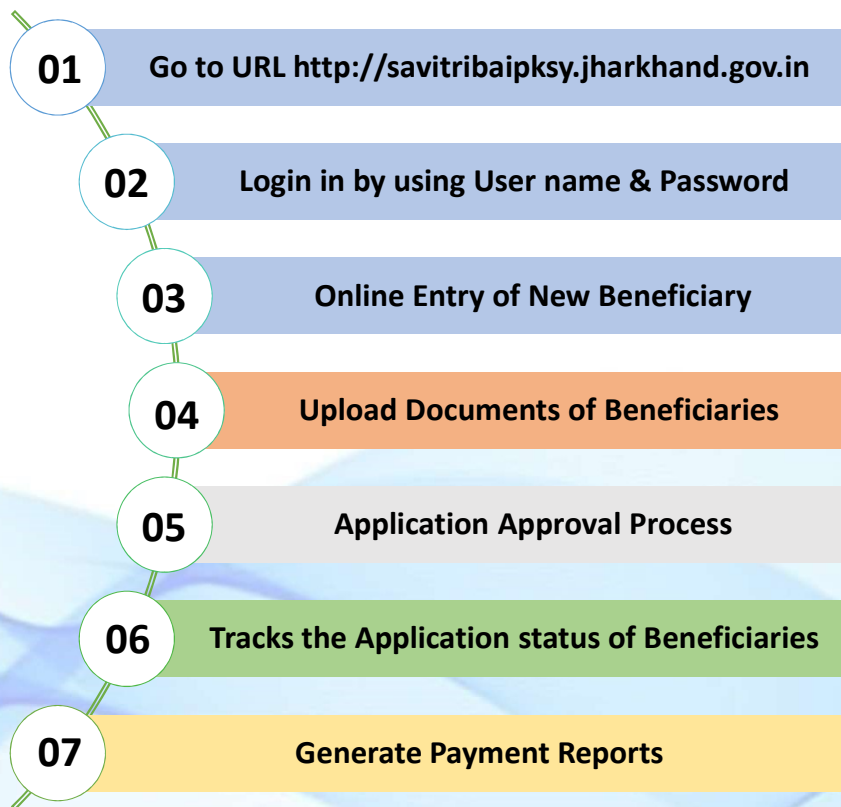 01 Go to URL http://savitribaipksy.jharkhand.gov.in
02 Login in by using User name & Password
03 Online Entry of New Beneficiary
04 Upload Documents of Beneficiaries
05 Application Approval Process
06 Tracks the Application status of Beneficiaries
07 Generate Payment Reports